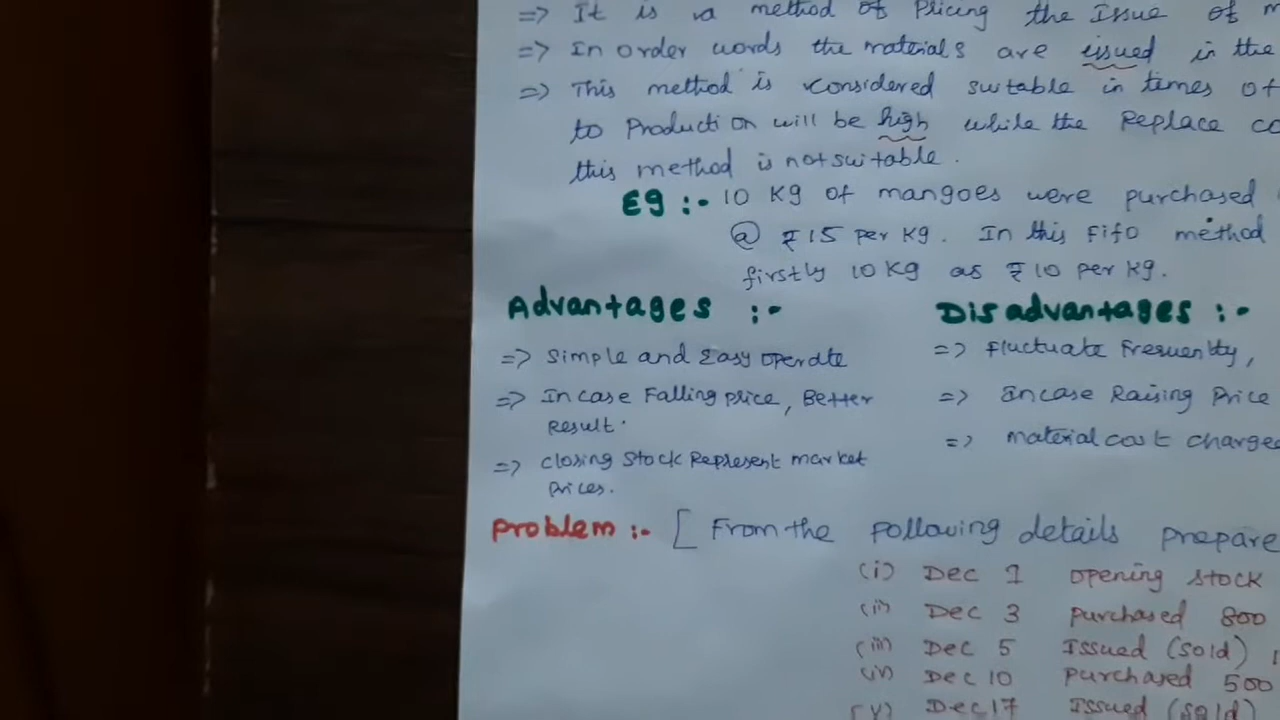 => It is a method of Pricing the Issue of m
=> In order words the materials are issued in the
=> This method is considered suitable in times of
to Production will be high while the Replace co
this method is not suitable.
Eg :- 10 Kg of mangoes were purchased
@ ₹15 per Kg. In this Fifo method
firstly 10 Kg as ₹10 per Kg.
Advantages :-
=> Simple and Easy operate
=> In case Falling price, Better
Result.
=> closing Stock Represent market
Prices.
Disadvantages :-
=> Fluctuate Frequently,
=> Incase Raising Price
=> material cost charge
Problem :- [ From the following details prepare
(i) Dec 1 opening stock
(ii) Dec 3 Purchased 800
(iii) Dec 5 Issued (sold)
(iv) Dec 10 Purchased 500
(v) Dec 17 Issued (sold)